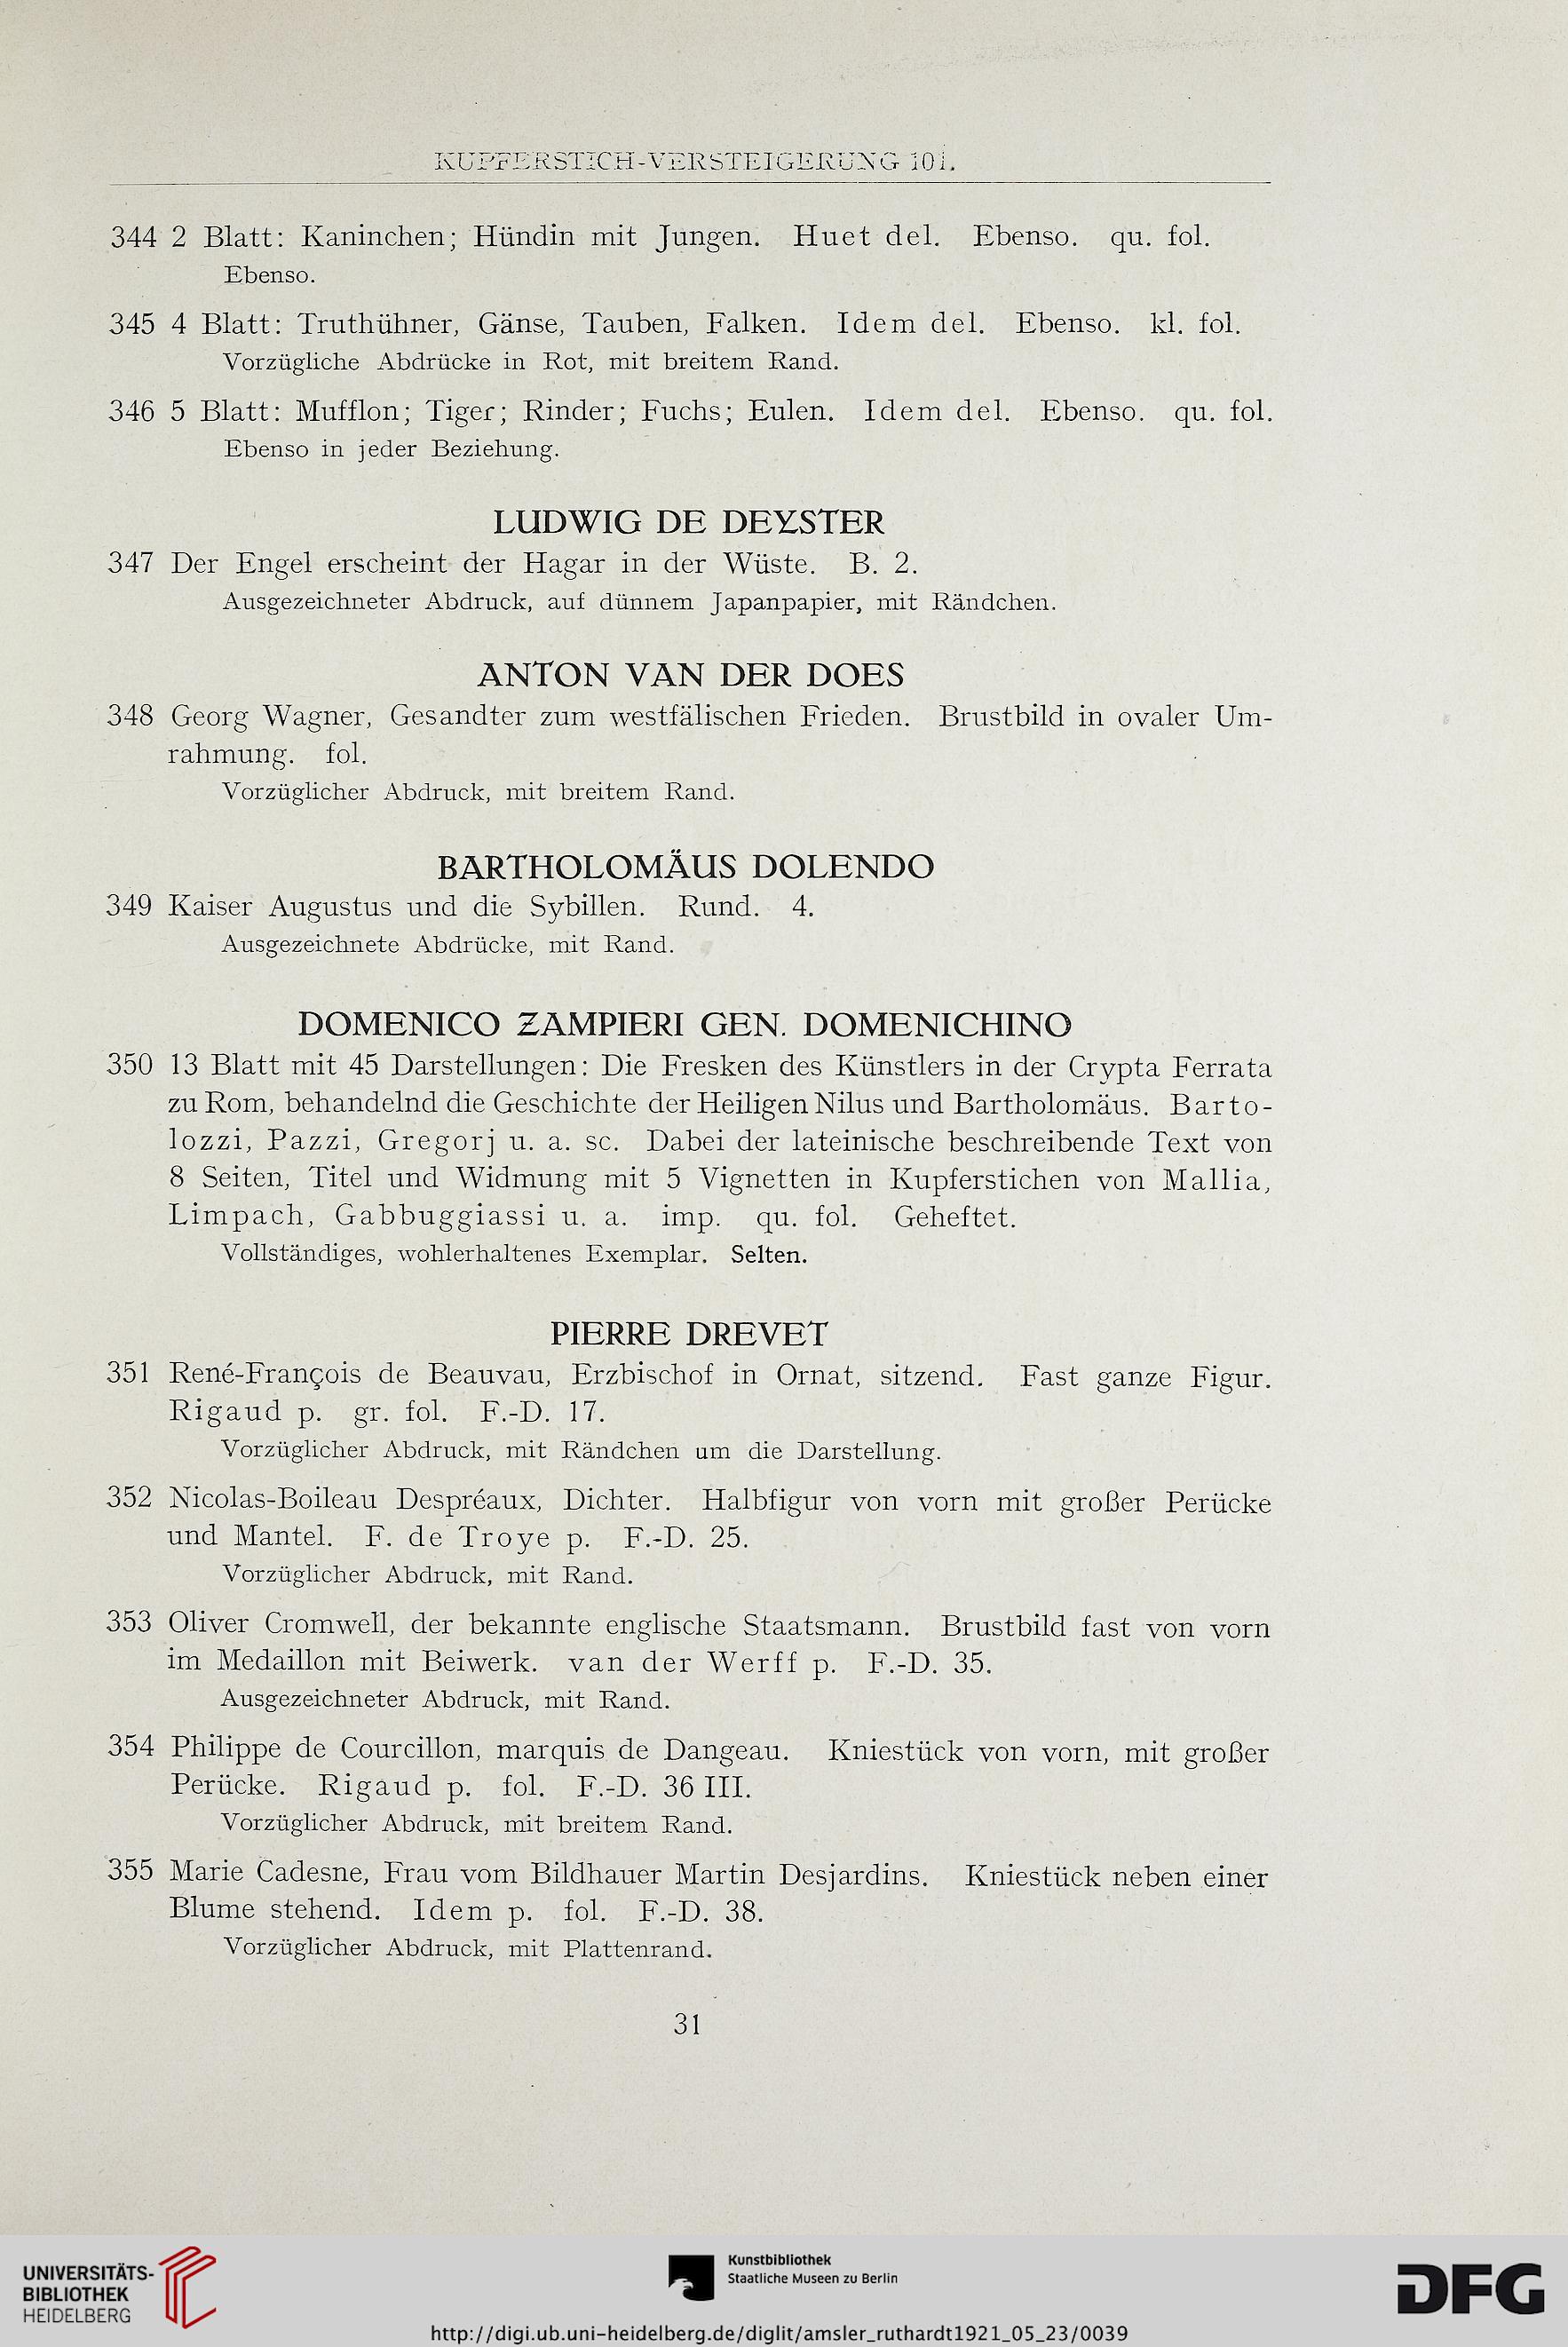 KUPFERSTICH-VERSTEIGERUNG 101.
344 2 Blatt: Kaninchen; Hündin mit Jungen. Huet del. Ebenso. qu. fol.
Ebenso.
345 4 Blatt: Truthühner, Gänse, Tauben, Falken. Idem del. Ebenso. kl. fol.
Vorzügliche Abdrücke in Rot, mit breitem Rand.
346 5 Blatt: Mufflon; Tiger; Rinder; Fuchs; Eulen. Idem del. Ebenso. qu. fol.
Ebenso in jeder Beziehung.
LUDWIG DE DEYSTER
347 Der Engel erscheint der Hagar in der Wüste. B. 2.
Ausgezeichneter Abdruck, auf dünnem Japanpapier, mit Rändchen.
ANTON VAN DER DOES
348 Georg Wagner, Gesandter zum westfälischen Frieden. Brustbild in ovaler Um-
rahmung. fol.
Vorzüglicher Abdruck, mit breitem Rand.
BARTHOLOMÄUS DOLENDO
349 Kaiser Augustus und die Sybillen. Rund. 4.
Ausgezeichnete Abdrücke, mit Rand.
DOMENICO ZAMPIERI GEN. DOMENICHINO
350 13 Blatt mit 45 Darstellungen: Die Fresken des Künstlers in der Crypta Ferrata
zu Rom, behandelnd die Geschichte der Heiligen Nilus und Bartholomäus. Barto-
lozzi, Pazzi, Gregorj u. a. sc. Dabei der lateinische beschreibende Text von
8 Seiten, Titel und Widmung mit 5 Vignetten in Kupferstichen von Mallia,
Limpach, Gabbuggiassi u. a. imp. qu. fol. Geheftet.
Vollständiges, wohlerhaltenes Exemplar. Selten.
PIERRE DREVET
351 René-François de Beauvau, Erzbischof in Ornat, sitzend. Fast ganze Figur.
Rigaud p. gr. fol. F.-D. 17.
Vorzüglicher Abdruck, mit Rändchen um die Darstellung.
352 Nicolas-Boileau Despréaux, Dichter. Halbfigur von vorn mit großer Perücke
und Mantel. F. de Troye p. F.-D. 25.
Vorzüglicher Abdruck, mit Rand.
353 Oliver Cromwell, der bekannte englische Staatsmann. Brustbild fast von vorn
im Medaillon mit Beiwerk. van der Werff p. F.-D. 35.
Ausgezeichneter Abdruck, mit Rand.
354 Philippe de Courcillon, marquis de Dangeau. Kniestück von vorn, mit großer
Perücke. Rigaud p. fol. F.-D. 36 III.
Vorzüglicher Abdruck, mit breitem Rand.
355 Marie Cadesne, Frau vom Bildhauer Martin Desjardins. Kniestück neben einer
Blume stehend. Idem p. fol. F.-D. 38.
Vorzüglicher Abdruck, mit Plattenrand.
31
UNIVERSITÄTS-
BIBLIOTHEK
HEIDELBERG
Kunstbibliothek
Staatliche Museen zu Berlin
DFG
http://digi.ub.uni-heidelberg.de/diglit/amsler_ruthardt1921_05_23/0039